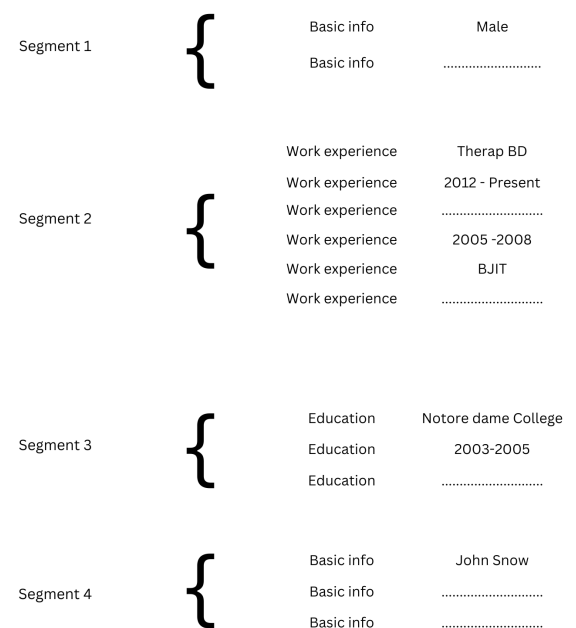 Basic info Male
Segment 1
Basic info ...........................
Work experience Therap BD
Work experience 2012 - Present
Work experience ............................
Segment 2
Work experience 2005 -2008
Work experience BJIT
Work experience ............................
Education Notore dame College
Segment 3
Education 2003-2005
Education ............................
Basic info John Snow
Segment 4
Basic info ............................
Basic info ............................